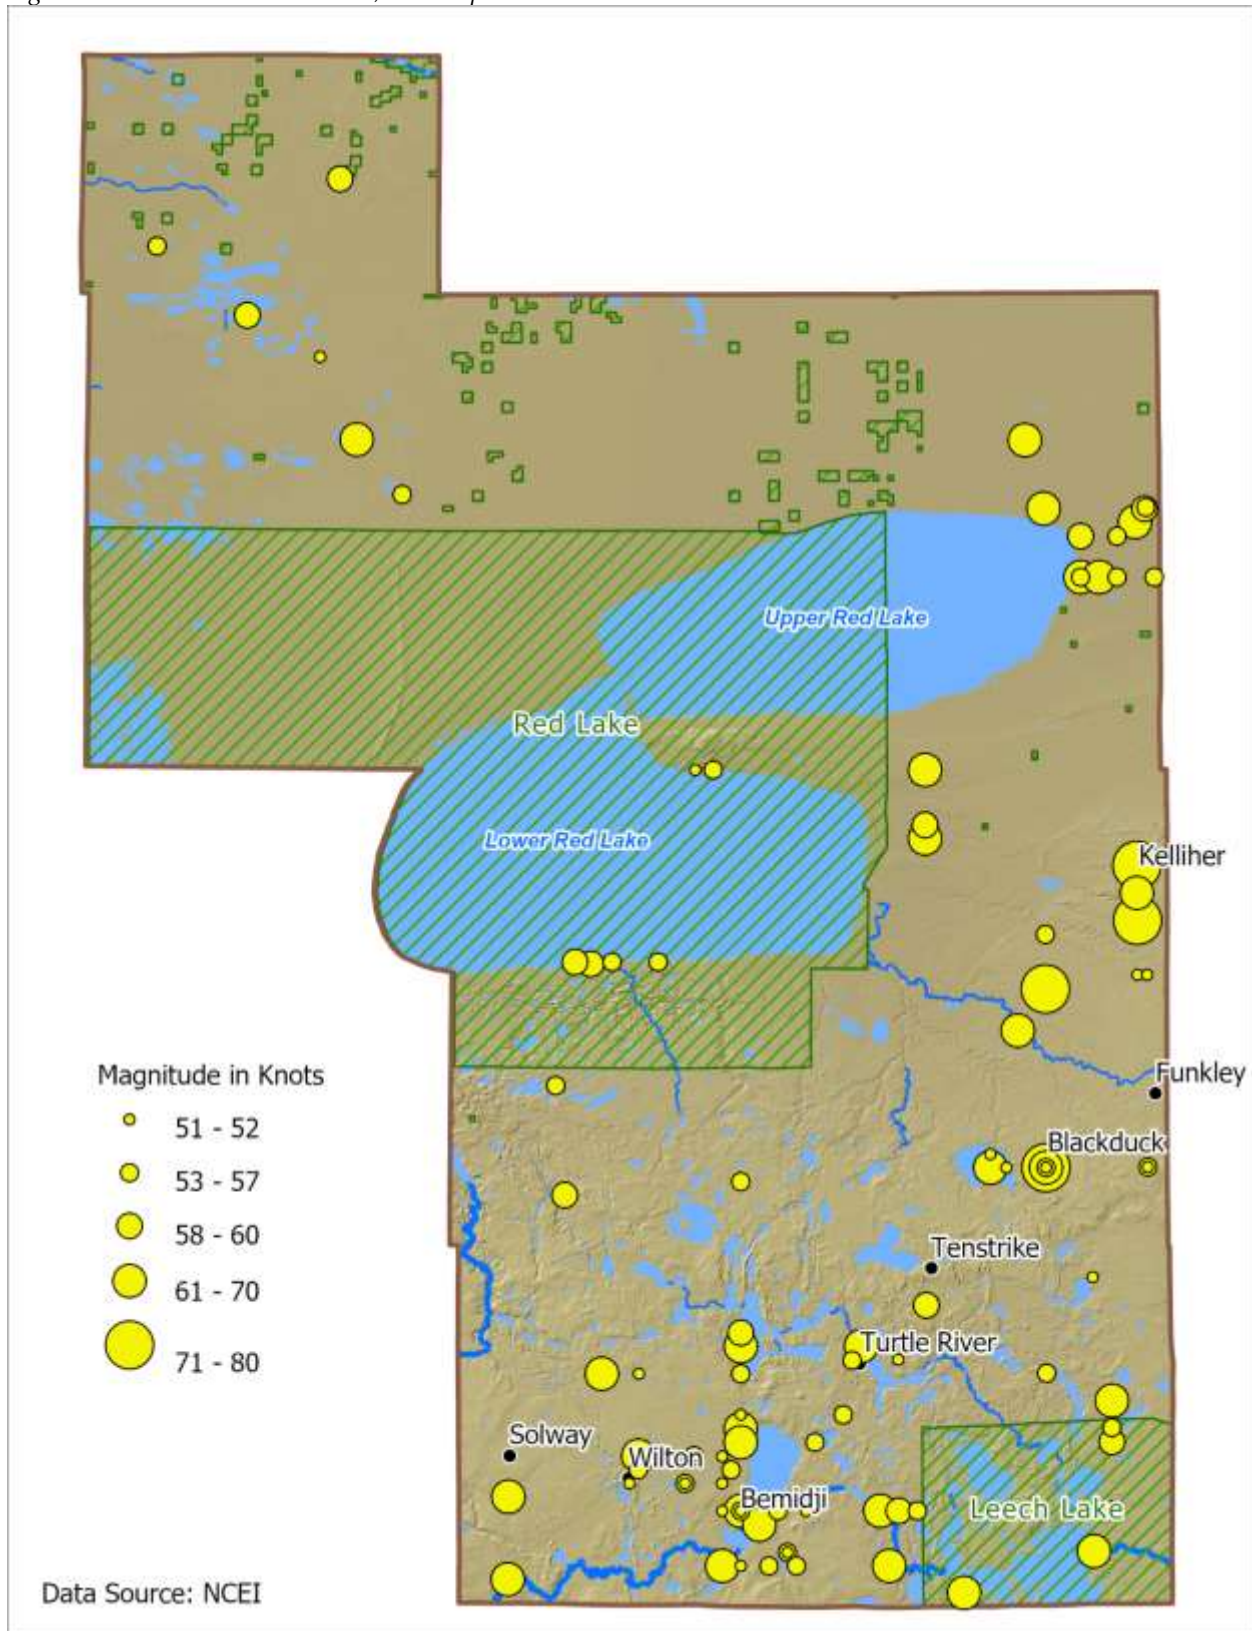 Upper Red Lake
Red Lake
Lower Red Lake
Kelliher
Magnitude in Knots
51 - 52
53 - 57
58 - 60
61 - 70
71 - 80
Funkley
Blackduck
Tenstrike
Turtle River
Solway
Wilton
Bemidji
Leech Lake
Data Source: NCEI